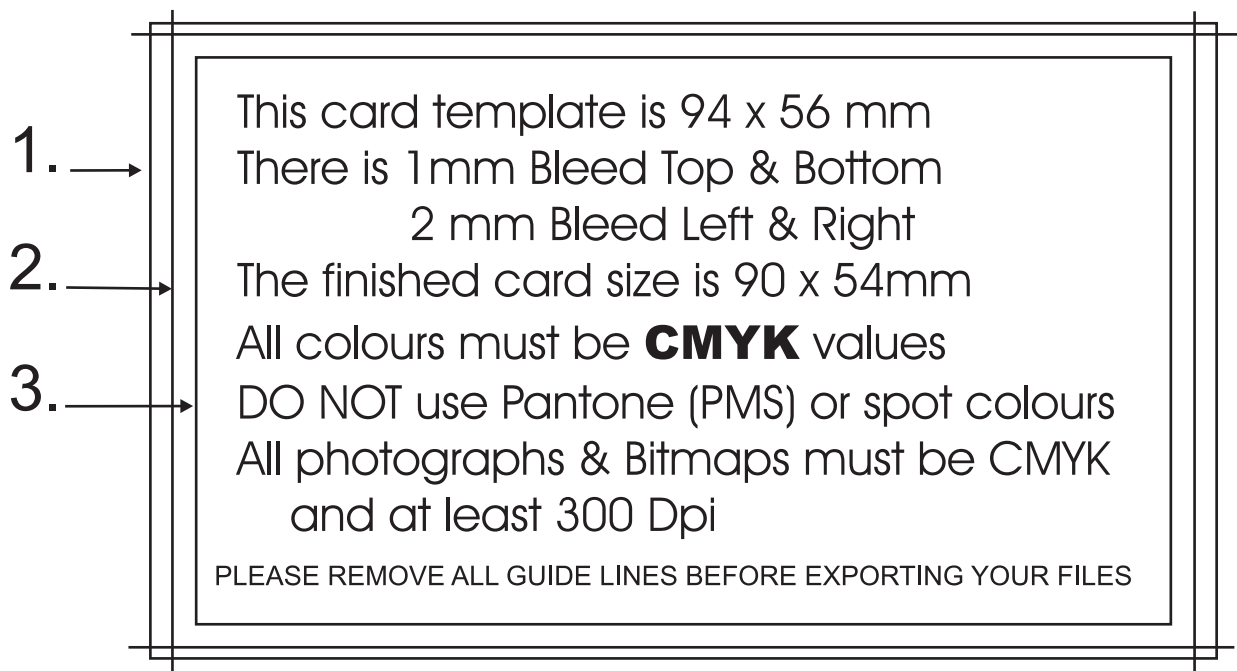 This card template is 94 x 56 mm
1.
There is 1mm Bleed Top & Bottom
2 mm Bleed Left & Right
2.
The finished card size is 90 x 54mm
All colours must be CMYK values
3.
DO NOT use Pantone (PMS) or spot colours
All photographs & Bitmaps must be CMYK
and at least 300 Dpi
PLEASE REMOVE ALL GUIDE LINES BEFORE EXPORTING YOUR FILES